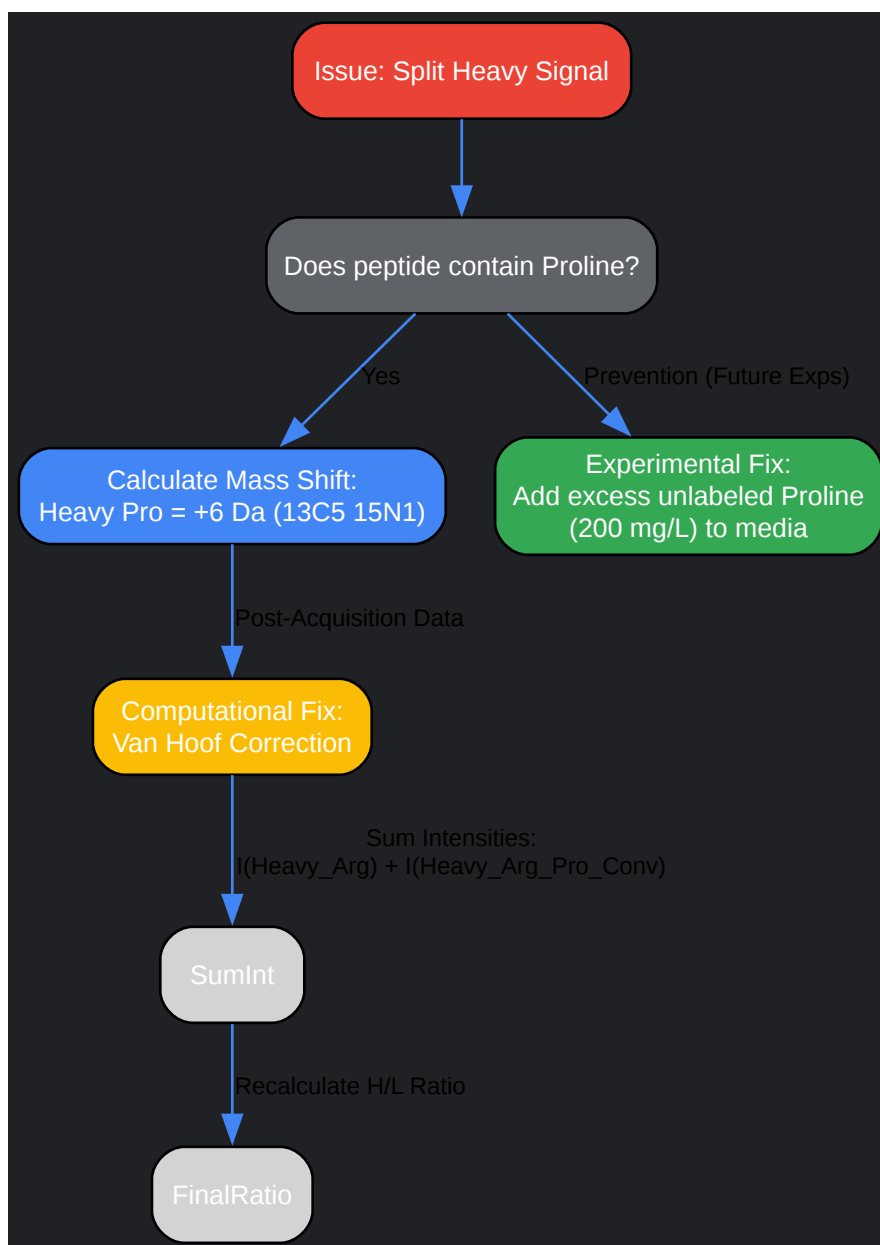 Issue: Split Heavy Signal
Does peptide contain Proline?
Yes
Prevention (Future Exps)
Calculate Mass Shift:
Heavy Pro = +6 Da (13C5 15N1)
Experimental Fix:
Add excess unlabeled Proline
(200 mg/L) to media
Post-Acquisition Data
Computational Fix:
Van Hoof Correction
Sum Intensities:
I(Heavy_Arg) + I(Heavy_Arg_Pro_Conv)
SumInt
Recalculate H/L Ratio
FinalRatio